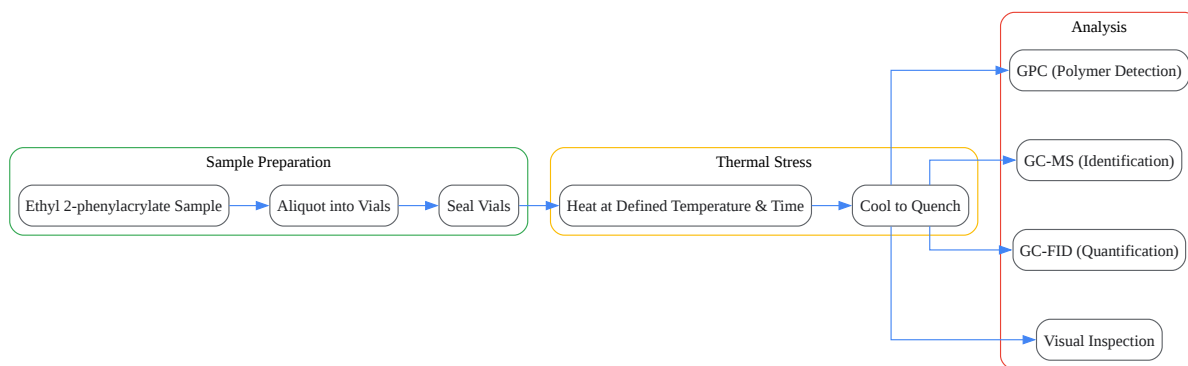 Sample Preparation
Ethyl 2-phenylacrylate Sample
Aliquot into Vials
Seal Vials
Thermal Stress
Heat at Defined Temperature & Time
Cool to Quench
Analysis
GPC (Polymer Detection)
GC-MS (Identification)
GC-FID (Quantification)
Visual Inspection